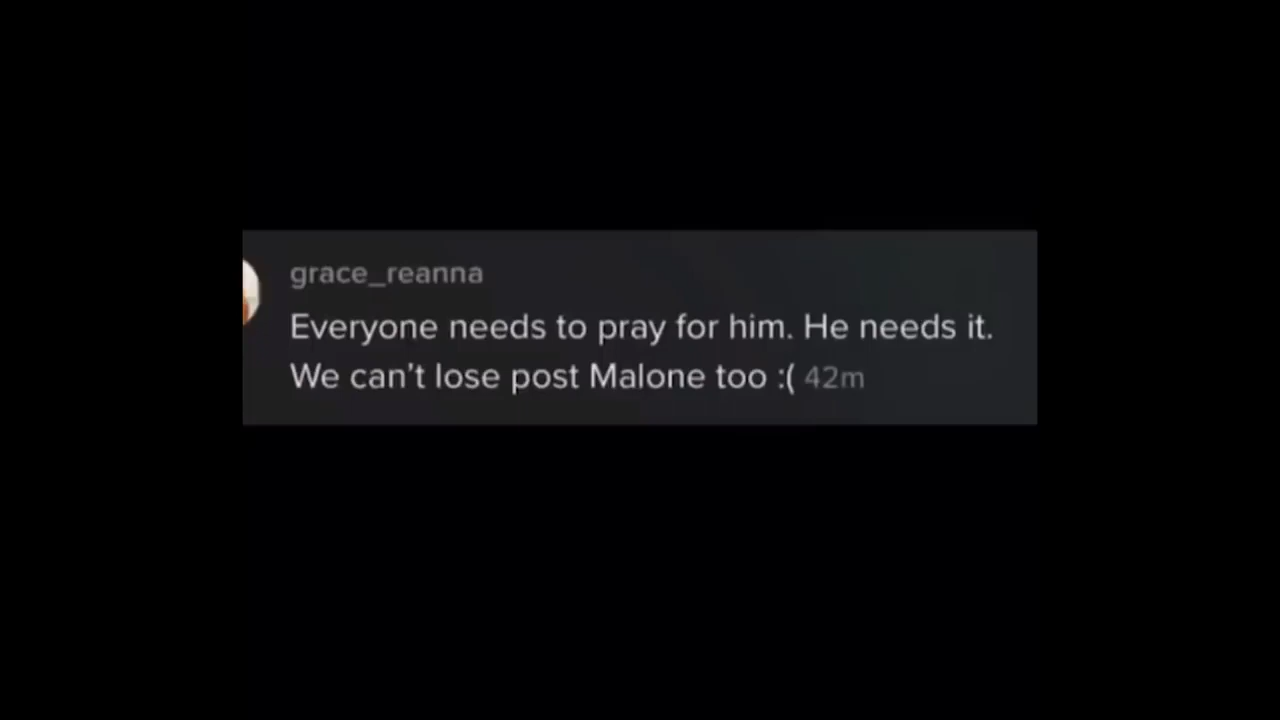 grace_reanna
Everyone needs to pray for him. He needs it.
We can't lose post Malone too :( 42m